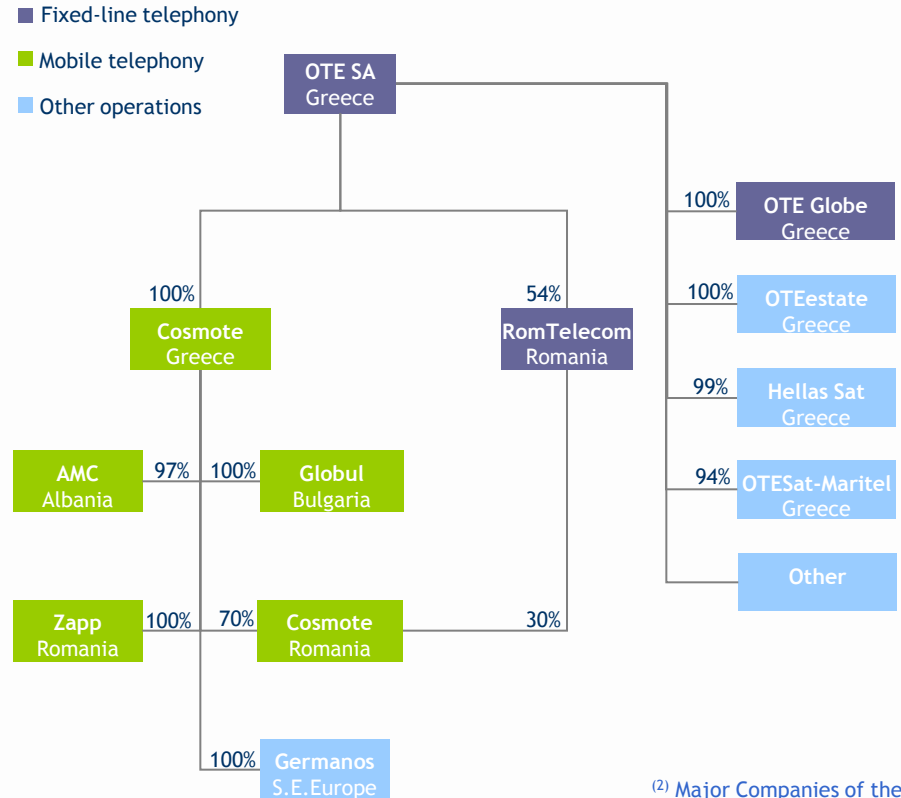 Fixed-line telephony
Mobile telephony
Other operations
OTE SA
Greece
100%
OTE Globe
Greece
100%
OTEestate
Greece
99%
Hellas Sat
Greece
94%
OTESat-Maritel
Greece
Other
100%
Cosmote
Greece
54%
RomTelecom
Romania
AMC
Albania
97%
100%
Globul
Bulgaria
Zapp
Romania
100%
70%
Cosmote
Romania
30%
100%
Germanos
S.E.Europe
(2) Major Companies of the